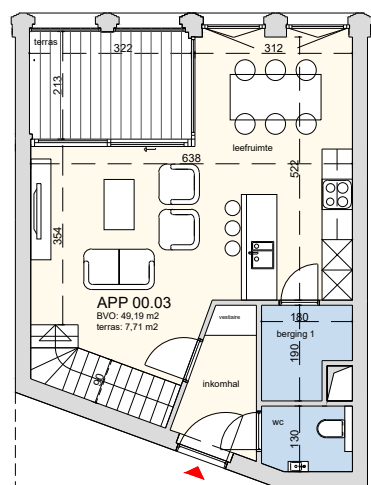 terras
322
312
213
leefruimte
638
522
354
APP 00.03
BVO: 49,19 m2
terras: 7,71 m2
vestiaire
180
berging 1
190
90
inkomhal
wc
130